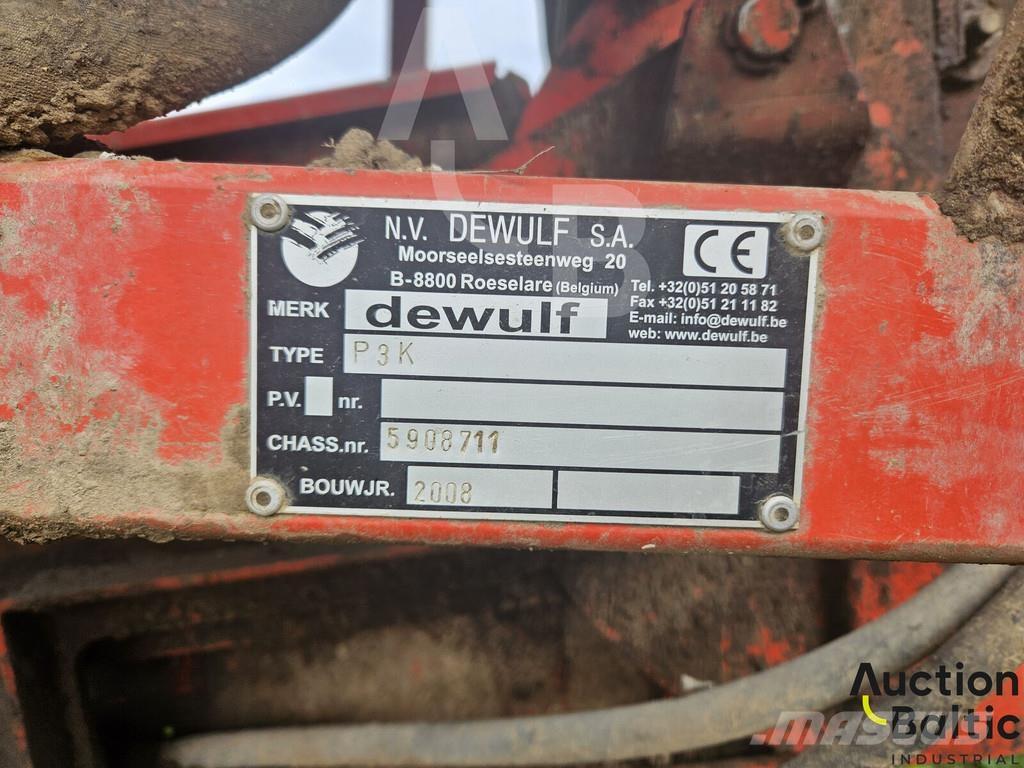 N.V. DEWULF S.A.
Moorseelsesteenweg 20
B-8800 Roeselare (Belgium)
CE
Tel. +32(0)51 20 58 71
Fax +32(0)51 21 11 82
E-mail: info@dewulf.be
web: www.dewulf.be
MERK dewulf
TYPE P3K
P.V. nr.
CHASS.nr. 5908711
BOUWJR. 2008
A
B
Auction
Baltic
INDUSTRIAL
MASCUS